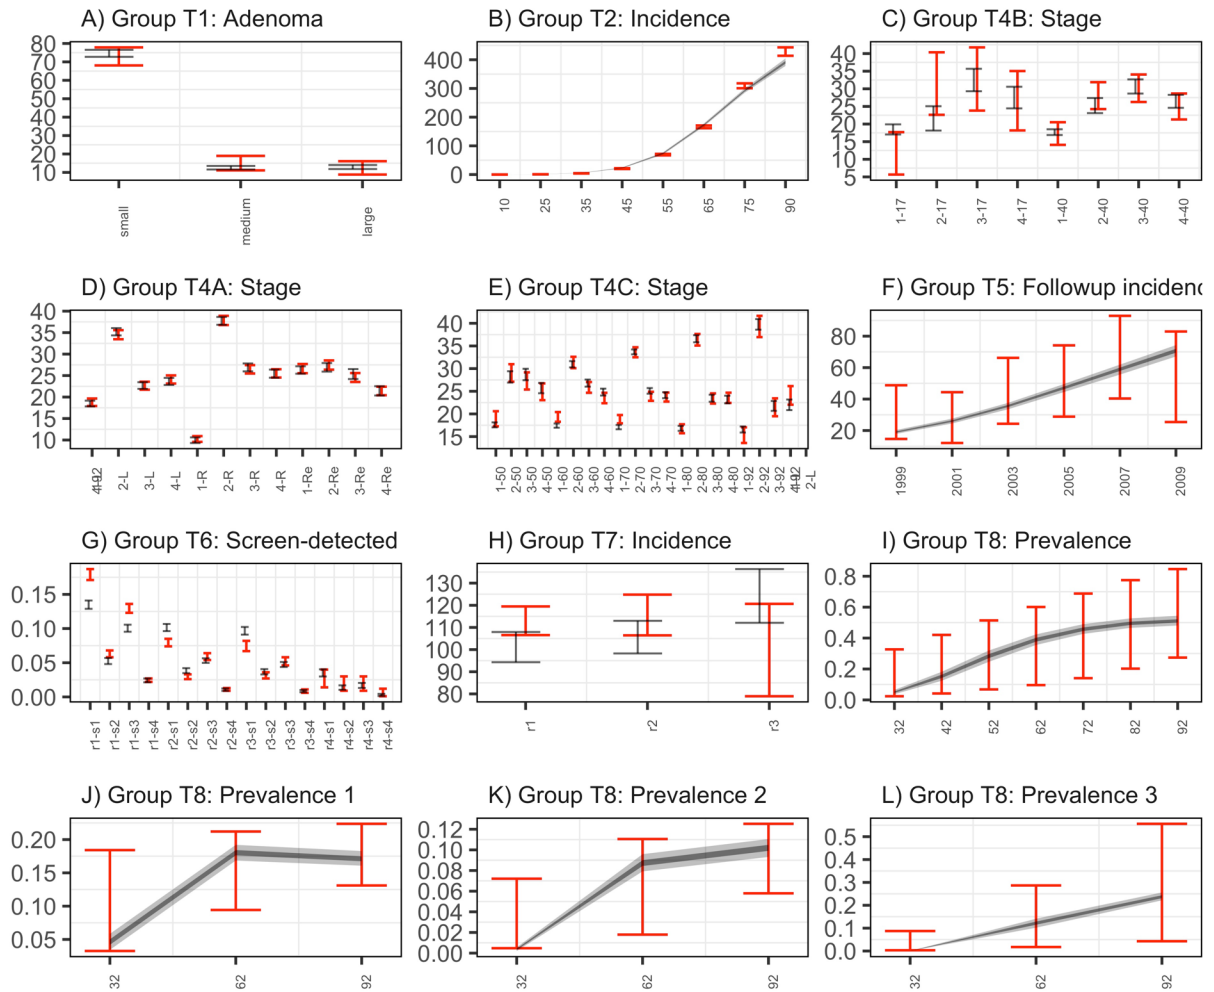 A) Group T1: Adenoma
80
70
60
50
40
30
20
10
small
medium
large
B) Group T2: Incidence
400
300
200
100
0
10
25
35
45
55
65
75
90
C) Group T4B: Stage
40
35
30
25
20
15
10
5
1-17
2-17
3-17
4-17
1-40
2-40
3-40
4-40
D) Group T4A: Stage
40
35
30
25
20
15
10
2-L
3-L
4-L
1-R
2-R
3-R
4-R
1-Re
2-Re
3-Re
4-Re
E) Group T4C: Stage
40
35
30
25
20
15
1-50
2-50
3-50
4-50
1-60
2-60
3-60
4-60
1-70
2-70
3-70
4-70
1-80
2-80
3-80
4-80
1-92
2-92
3-92
2-L
F) Group T5: Followup incidenc
80
60
40
20
1999
2001
2003
2005
2007
2009
G) Group T6: Screen-detected
0.15
0.10
0.05
0.00
r1-s1
r1-s2
r1-s3
r1-s4
r2-s1
r2-s2
r2-s3
r2-s4
r3-s1
r3-s2
r3-s3
r3-s4
r4-s1
r4-s2
r4-s3
r4-s4
H) Group T7: Incidence
130
120
110
100
90
80
r1
r2
r3
I) Group T8: Prevalence
0.8
0.6
0.4
0.2
0.0
32
42
52
62
72
82
92
J) Group T8: Prevalence 1
0.20
0.15
0.10
0.05
32
62
92
K) Group T8: Prevalence 2
0.12
0.10
0.08
0.06
0.04
0.02
0.00
32
62
92
L) Group T8: Prevalence 3
0.5
0.4
0.3
0.2
0.1
0.0
32
62
92